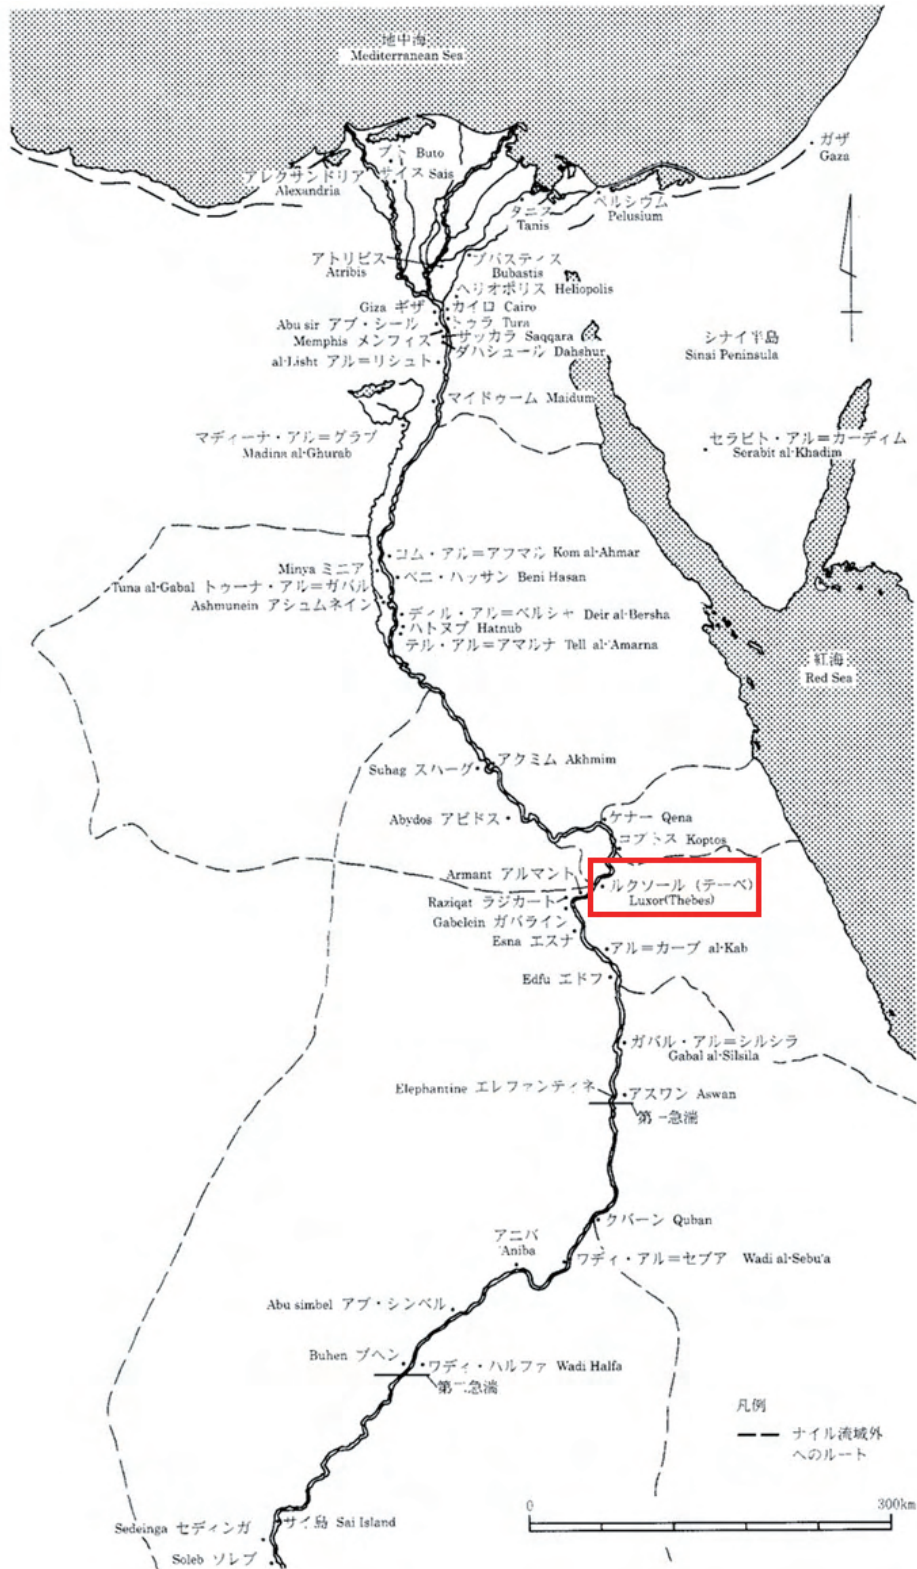 地中海
Mediterranean Sea
ガザ
Gaza
ブト Buto
サイス Sais
アレクサンドリア
Alexandria
タニス
Tanis
ペルシウム
Pelusium
アトリビス
Atribis
ブバスティス
Bubastis
ヘリオポリス Heliopolis
Giza ギザ
カイロ Cairo
Abu sir アブ・シール
トゥラ Tura
Memphis メンフィス
サッカラ Saqqara
ダハシュール Dahshur
al-Lisht アル＝リシュト
シナイ半島
Sinai Peninsula
マイドゥーム Maidum
マディーナ・アル＝グラブ
Madina al-Ghurab
セラビト・アル＝カーディム
Serabit al-Khadim
コム・アル＝アフマル Kom al-Ahmar
Minya ミニア
ベニ・ハッサン Beni Hasan
Tuna al-Gabal トゥーナ・アル＝ガバル
Ashmunein アシュムネイン
ディル・アル＝ベルシャ Deir al-Bersha
ハトヌブ Hatnub
テル・アル＝アマルナ Tell al-'Amarna
紅海
Red Sea
アクミム Akhmim
Suhag スハーグ
Abydos アビドス
ケナー Qena
コプトス Koptos
Armant アルマント
ルクソール (テーベ)
Luxor(Thebes)
Raziqat ラジカート
Gabelein ガバライン
Esna エスナ
アル＝カーブ al-Kab
Edfu エドフ
ガバル・アル＝シルシラ
Gabal al-Silsila
Elephantine エレファンティネ
アスワン Aswan
第一急湍
クバーン Quban
アニバ
'Aniba
ワディ・アル＝セブア Wadi al-Sebu'a
Abu simbel アブ・シンベル
Buhen ブヘン
ワディ・ハルファ Wadi Halfa
第二急湍
凡例
ナイル流域外
へのルート
0
300km
サイ島 Sai Island
Sedeinga セディンガ
Soleb ソレブ